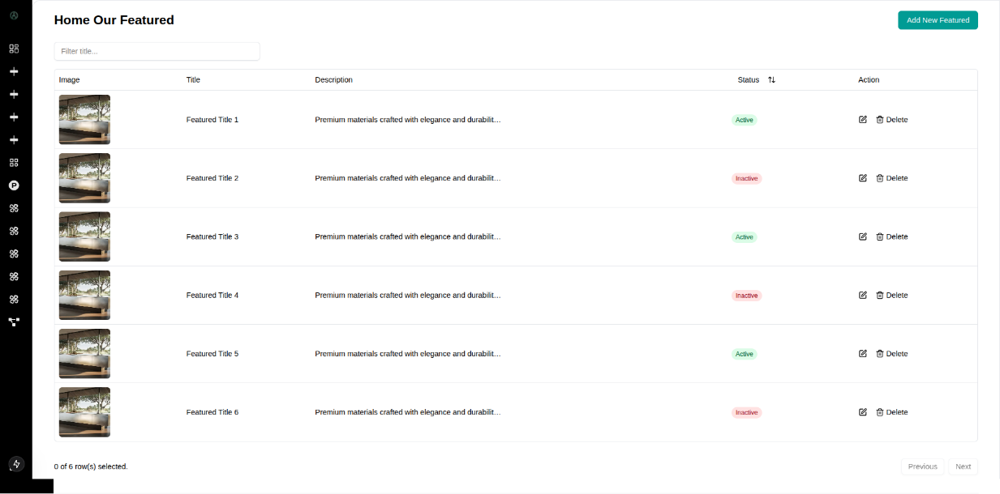 Home Our Featured
Add New Featured
Filter title...
Image Title Description Status Action
Featured Title 1 Premium materials crafted with elegance and durabilit… Active Delete
Featured Title 2 Premium materials crafted with elegance and durabilit… Inactive Delete
Featured Title 3 Premium materials crafted with elegance and durabilit… Active Delete
Featured Title 4 Premium materials crafted with elegance and durabilit… Inactive Delete
P
Featured Title 5 Premium materials crafted with elegance and durabilit… Active Delete
Featured Title 6 Premium materials crafted with elegance and durabilit… Inactive Delete
0 of 6 row(s) selected.
Previous Next